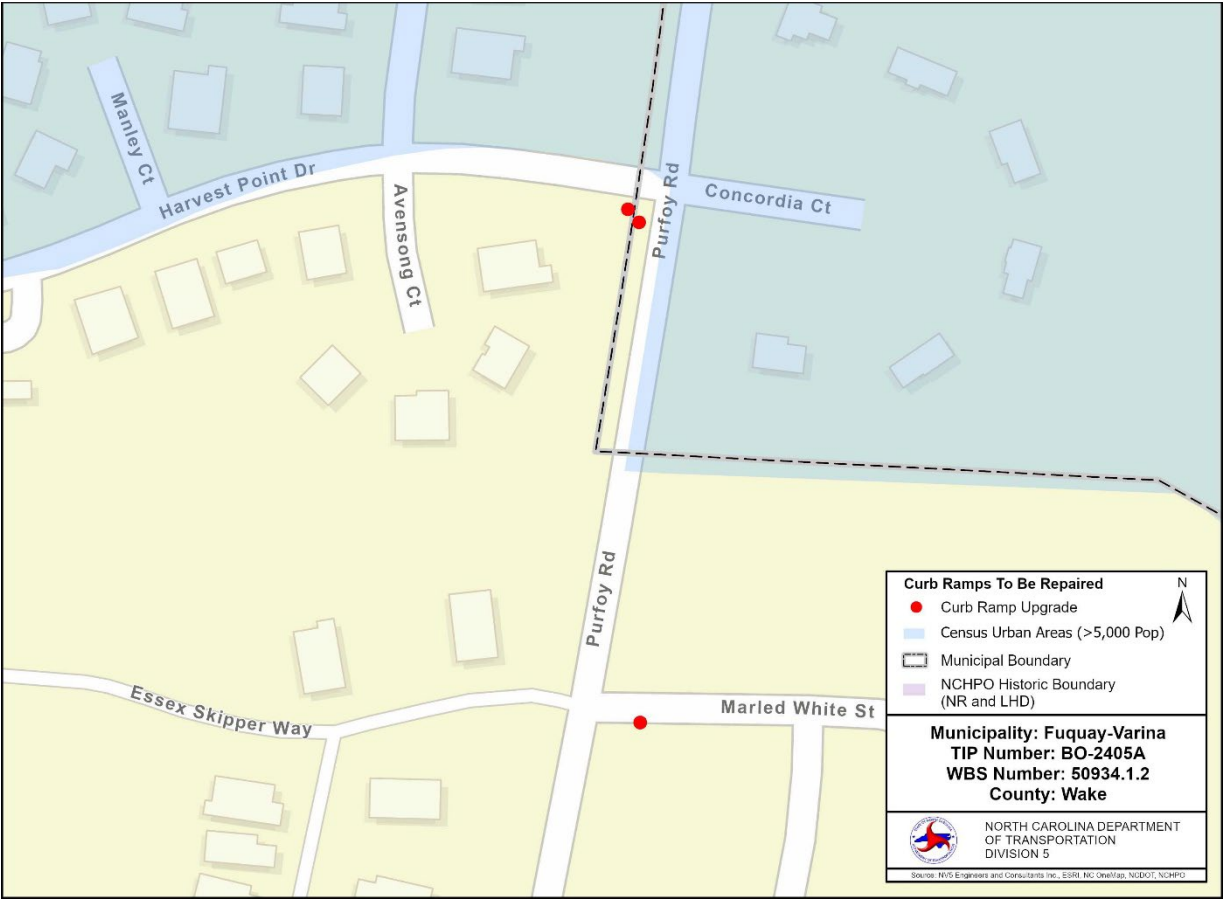 Manley Ct
Harvest Point Dr
Avensong Ct
Purfoy Rd
Concordia Ct
Purfoy Rd
Essex Skipper Way
Marled White St
Curb Ramps To Be Repaired
N
Curb Ramp Upgrade
Census Urban Areas (>5,000 Pop)
Municipal Boundary
NCHPO Historic Boundary
(NR and LHD)
Municipality: Fuquay-Varina
TIP Number: BO-2405A
WBS Number: 50934.1.2
County: Wake
NORTH CAROLINA DEPARTMENT
OF TRANSPORTATION
DIVISION 5
Source: NV5 Engineers and Consultants Inc., ESRI, NC OneMap, NCDOT, NCHPO